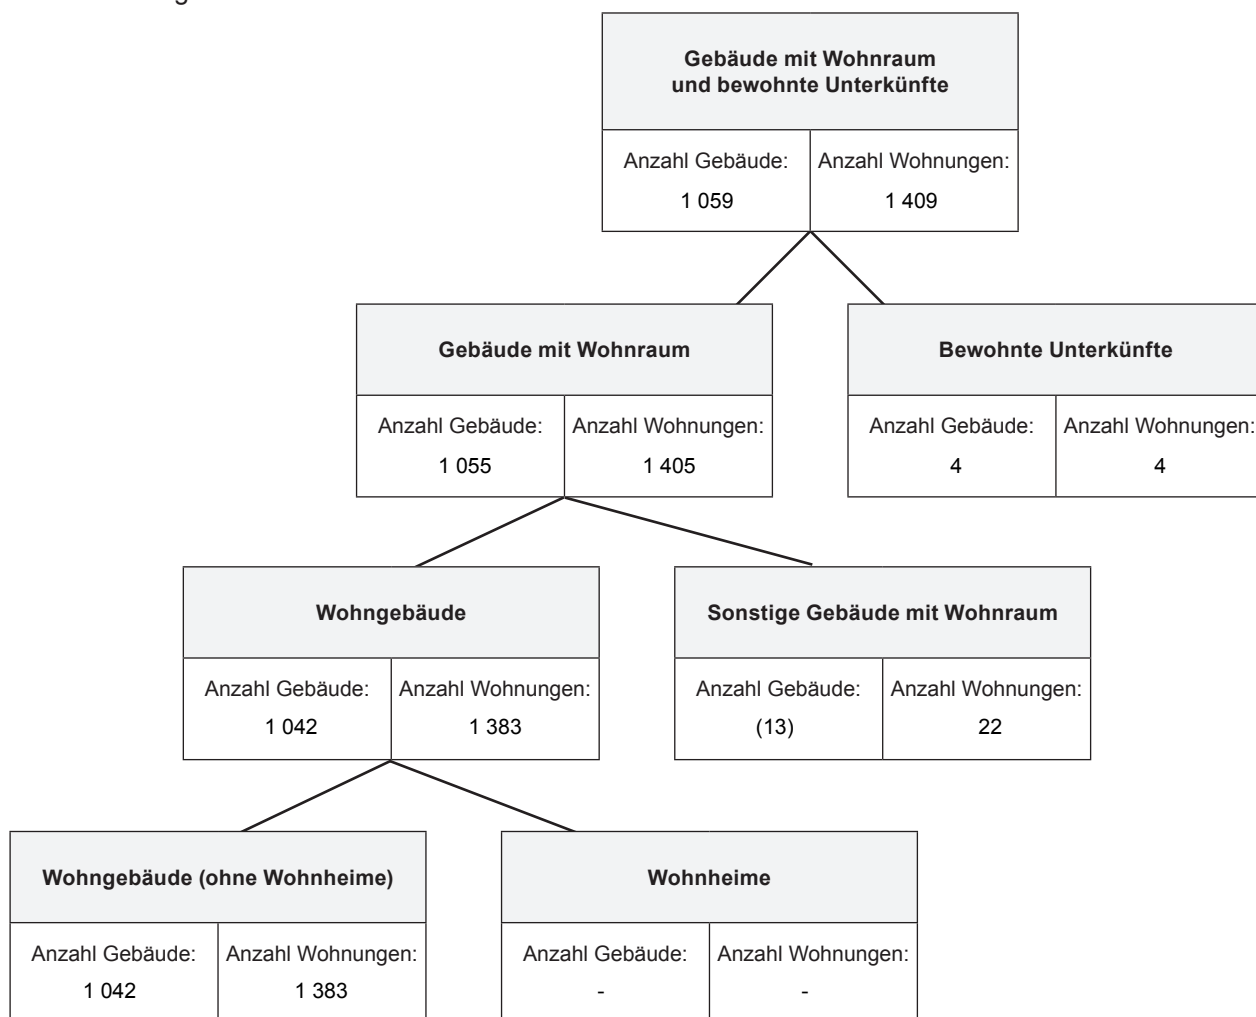 Gebäude mit Wohnraum
und bewohnte Unterkünfte
Anzahl Gebäude: Anzahl Wohnungen:
1 059 1 409
Gebäude mit Wohnraum
Anzahl Gebäude: Anzahl Wohnungen:
1 055 1 405
Bewohnte Unterkünfte
Anzahl Gebäude: Anzahl Wohnungen:
4 4
Wohngebäude
Anzahl Gebäude: Anzahl Wohnungen:
1 042 1 383
Sonstige Gebäude mit Wohnraum
Anzahl Gebäude: Anzahl Wohnungen:
(13) 22
Wohngebäude (ohne Wohnheime)
Anzahl Gebäude: Anzahl Wohnungen:
1 042 1 383
Wohnheime
Anzahl Gebäude: Anzahl Wohnungen:
- -